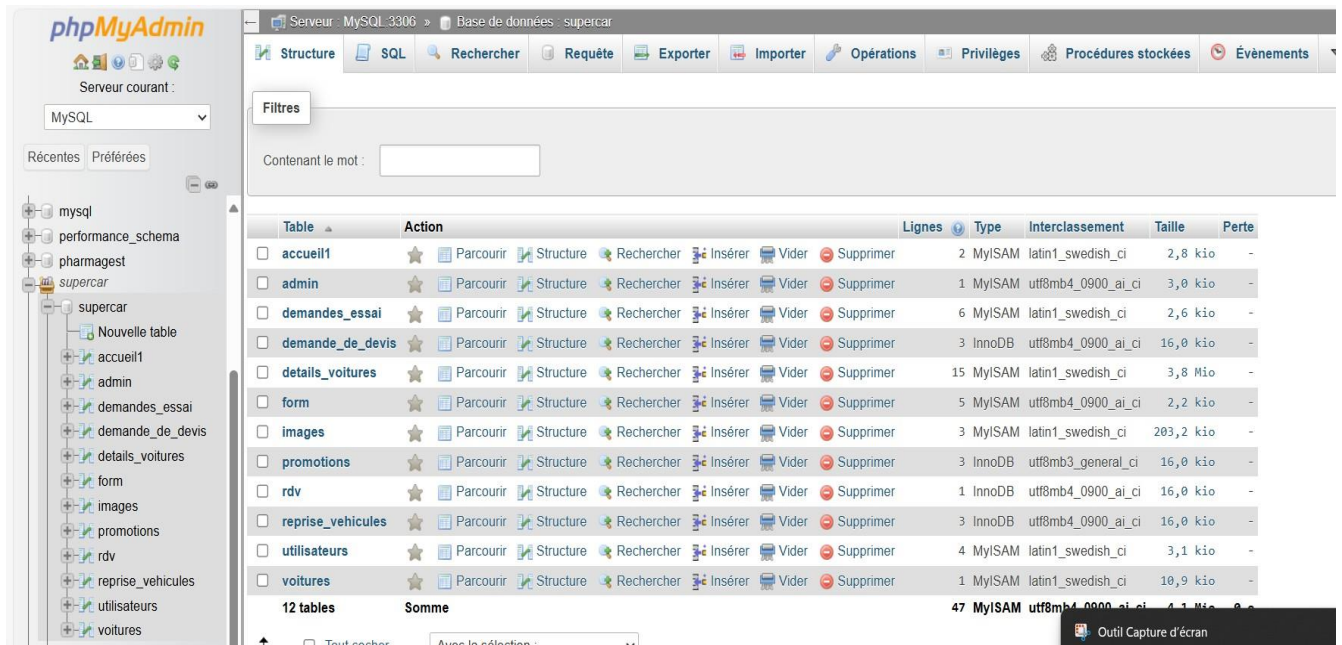 phpMyAdmin
Serveur courant :
MySQL
Récentes Préférées
mysql
performance_schema
pharmagest
supercar
supercar
Nouvelle table
accueil1
admin
demandes_essai
demande_de_devis
details_voitures
form
images
promotions
rdv
reprise_vehicules
utilisateurs
voitures
Serveur : MySQL:3306 » Base de données : supercar
Structure SQL Rechercher Requête Exporter Importer Opérations Privilèges Procédures stockées Évènements
Filtres
Contenant le mot :
Table Action Lignes Type Interclassement Taille Perte
accueil1 Parcourir Structure Rechercher Insérer Vider Supprimer 2 MyISAM latin1_swedish_ci 2,8 kio -
admin Parcourir Structure Rechercher Insérer Vider Supprimer 1 MyISAM utf8mb4_0900_ai_ci 3,0 kio -
demandes_essai Parcourir Structure Rechercher Insérer Vider Supprimer 6 MyISAM latin1_swedish_ci 2,6 kio -
demande_de_devis Parcourir Structure Rechercher Insérer Vider Supprimer 3 InnoDB utf8mb4_0900_ai_ci 16,0 kio -
details_voitures Parcourir Structure Rechercher Insérer Vider Supprimer 15 MyISAM latin1_swedish_ci 3,8 Mio -
form Parcourir Structure Rechercher Insérer Vider Supprimer 5 MyISAM utf8mb4_0900_ai_ci 2,2 kio -
images Parcourir Structure Rechercher Insérer Vider Supprimer 3 MyISAM latin1_swedish_ci 203,2 kio -
promotions Parcourir Structure Rechercher Insérer Vider Supprimer 3 InnoDB utf8mb3_general_ci 16,0 kio -
rdv Parcourir Structure Rechercher Insérer Vider Supprimer 1 InnoDB utf8mb4_0900_ai_ci 16,0 kio -
reprise_vehicules Parcourir Structure Rechercher Insérer Vider Supprimer 3 InnoDB utf8mb4_0900_ai_ci 16,0 kio -
utilisateurs Parcourir Structure Rechercher Insérer Vider Supprimer 4 MyISAM latin1_swedish_ci 3,1 kio -
voitures Parcourir Structure Rechercher Insérer Vider Supprimer 1 MyISAM latin1_swedish_ci 10,9 kio -
12 tables Somme 47 MyISAM utf8mb4_0900_ai_ci 4,1 Mio 0 o
Tout cocher Avec la sélection :
Outil Capture d'écran